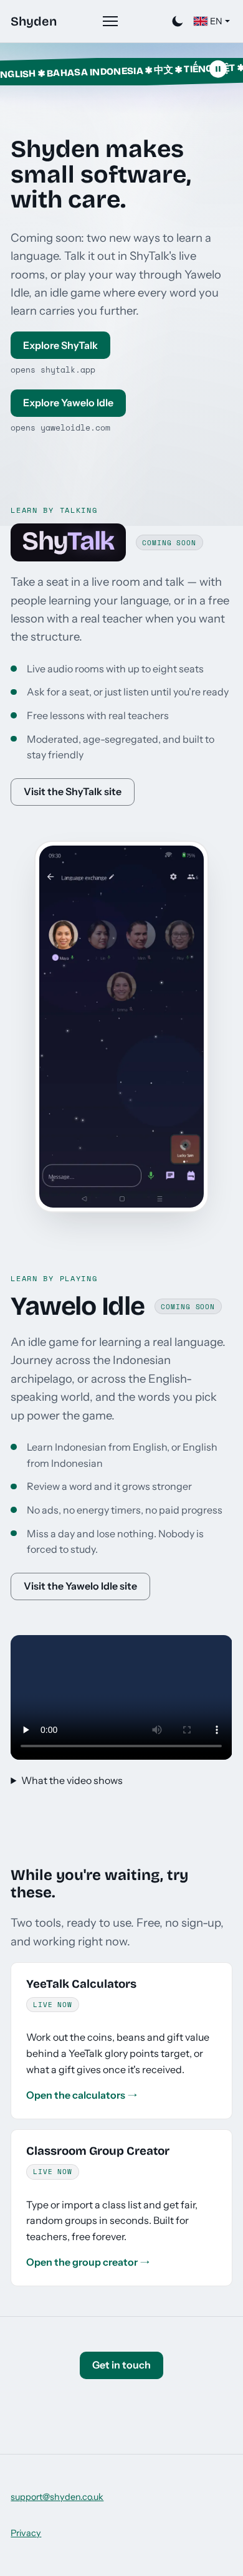 Shyden
EN
NGLISH ✱ BAHASA INDONESIA ✱ 中文 ✱ TIẾNG VIỆT ✱
Shyden makes
small software,
with care.
Coming soon: two new ways to learn a
language. Talk it out in ShyTalk's live
rooms, or play your way through Yawelo
Idle, an idle game where every word you
learn carries you further.
Explore ShyTalk
opens shytalk.app
Explore Yawelo Idle
opens yaweloidle.com
LEARN BY TALKING
ShyTalk
COMING SOON
Take a seat in a live room and talk — with
people learning your language, or in a free
lesson with a real teacher when you want
the structure.
Live audio rooms with up to eight seats
Ask for a seat, or just listen until you're ready
Free lessons with real teachers
Moderated, age-segregated, and built to
stay friendly
Visit the ShyTalk site
09:10
Language exchange
Message...
LEARN BY PLAYING
Yawelo Idle
COMING SOON
An idle game for learning a real language.
Journey across the Indonesian
archipelago, or across the English-
speaking world, and the words you pick
up power the game.
Learn Indonesian from English, or English
from Indonesian
Review a word and it grows stronger
No ads, no energy timers, no paid progress
Miss a day and lose nothing. Nobody is
forced to study.
Visit the Yawelo Idle site
0:00
What the video shows
While you're waiting, try
these.
Two tools, ready to use. Free, no sign-up,
and working right now.
YeeTalk Calculators
LIVE NOW
Work out the coins, beans and gift value
behind a YeeTalk glory points target, or
what a gift gives once it's received.
Open the calculators →
Classroom Group Creator
LIVE NOW
Type or import a class list and get fair,
random groups in seconds. Built for
teachers, free forever.
Open the group creator →
Get in touch
support@shyden.co.uk
Privacy